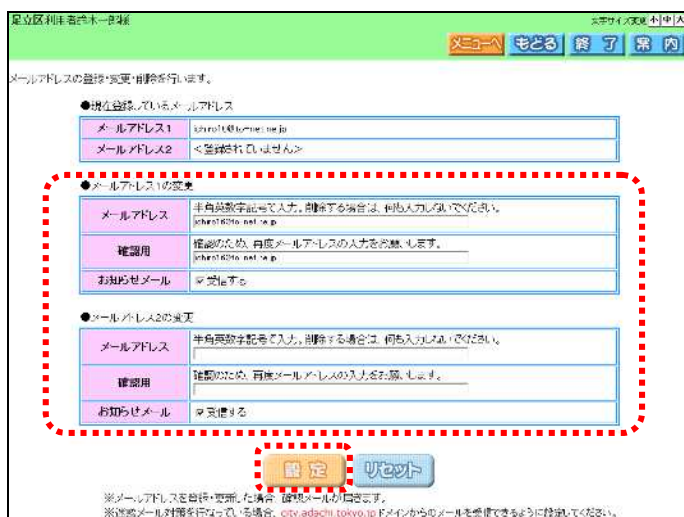 足立区利用者鈴木一郎様
文字サイズ変更 小 中 大
メニューへ もどる 終了 案内
メールアドレスの登録・変更・削除を行います。
●現在登録しているメールアドレス
メールアドレス1
メールアドレス2 <登録されていません>
●メールアドレス1の変更
メールアドレス 半角英数字記号で入力。削除する場合は、何も入力しないでください。
確認用 確認のため、再度メールアドレスの入力をお願いします。
お知らせメール 受信する
●メールアドレス2の変更
メールアドレス 半角英数字記号で入力。削除する場合は、何も入力しないでください。
確認用 確認のため、再度メールアドレスの入力をお願いします。
お知らせメール 受信する
設定 リセット
※メールアドレスを登録・更新した場合、確認メールが届きます。
※迷惑メール対策を行なっている場合、city.adachi.tokyo.jpドメインからのメールを受信できるように設定してください。